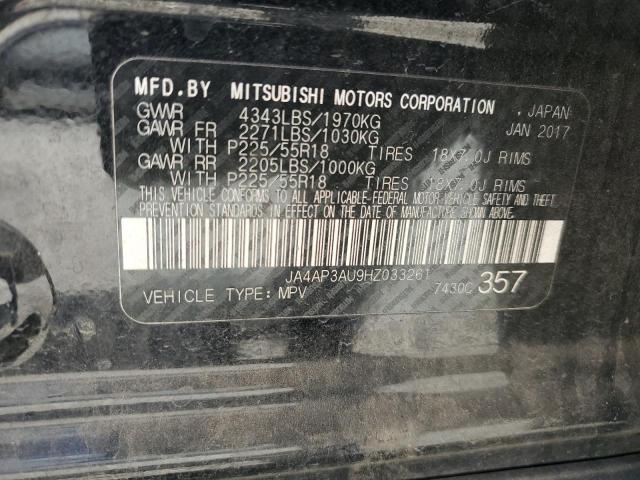 MFD.BY MITSUBISHI MOTORS CORPORATION , JAPAN
GVWR 4343LBS/1970KG JAN 2017
GAWR FR 2271LBS/1030KG
WITH P225/55R18 TIRES 18X7.0J RIMS
GAWR RR 2205LBS/1000KG
WITH P225/55R18 TIRES 18X7.0J RIMS
THIS VEHICLE CONFORMS TO ALL APPLICABLE FEDERAL MOTOR VEHICLE SAFETY AND THEFT
PREVENTION STANDARDS IN EFFECT ON THE DATE OF MANUFACTURE SHOWN ABOVE.
JA4AP3AU9HZ033261
VEHICLE TYPE: MPV 7430C 357